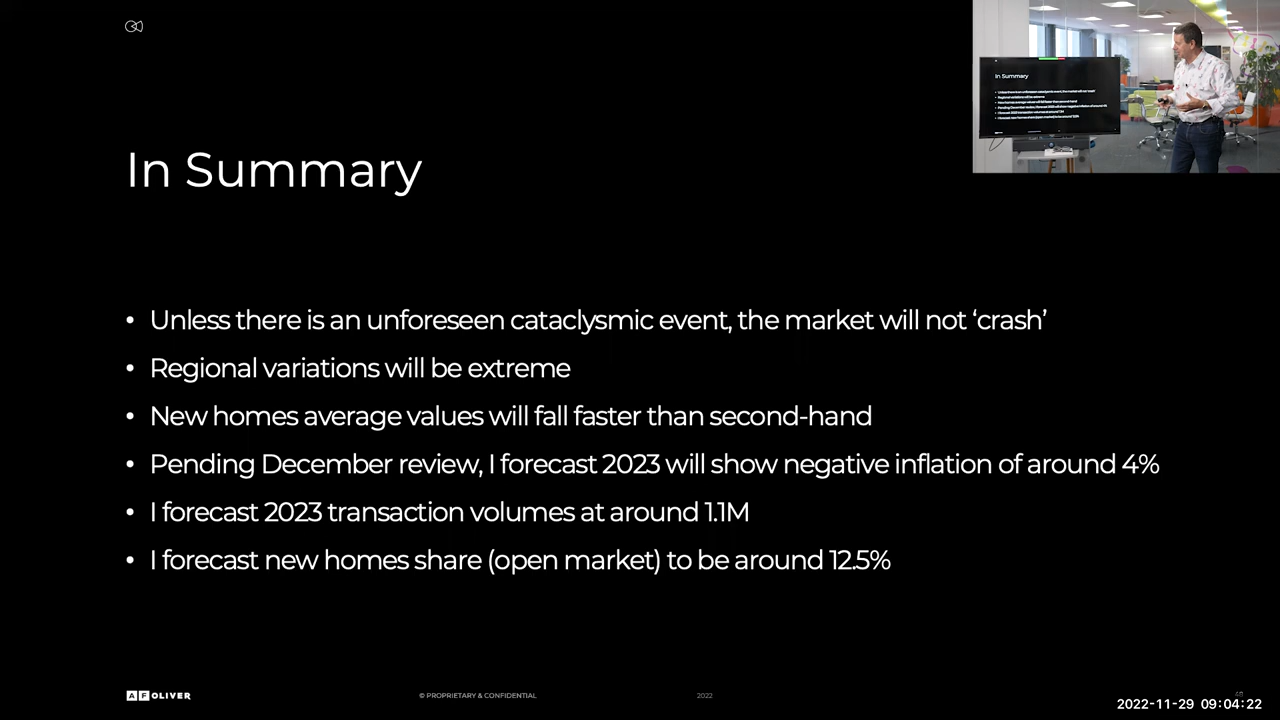 In Summary
• Unless there is an unforeseen cataclysmic event, the market will not ‘crash’
• Regional variations will be extreme
• New homes average values will fall faster than second-hand
• Pending December review, I forecast 2023 will show negative inflation of around 4%
• I forecast 2023 transaction volumes at around 1.1M
• I forecast new homes share (open market) to be around 12.5%
In Summary
AF OLIVER
© PROPRIETARY & CONFIDENTIAL
2022
2022-11-29 09:04:22